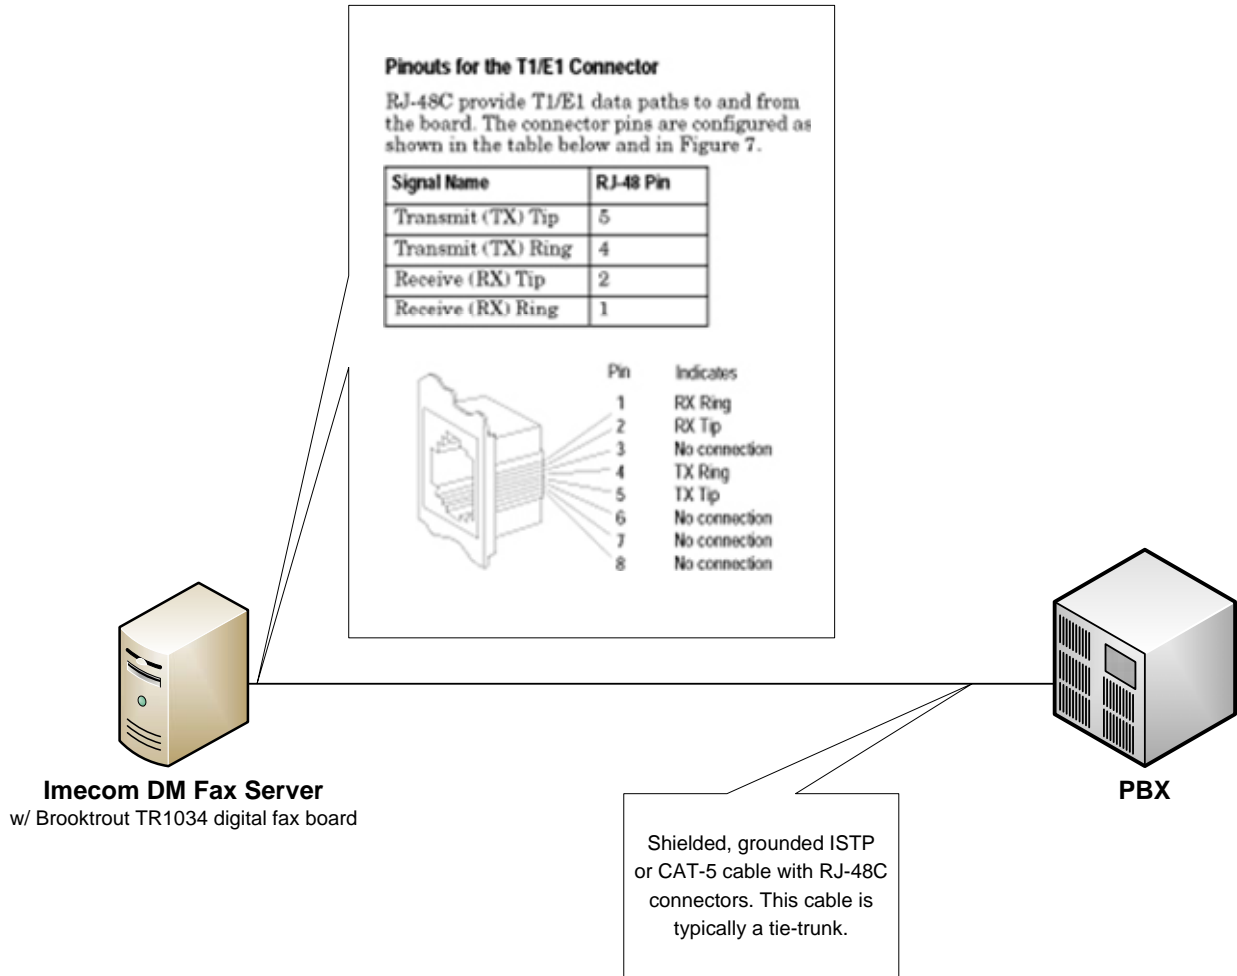 Pinouts for the T1/E1 Connector
RJ-48C provide T1/E1 data paths to and from
the board. The connector pins are configured as
shown in the table below and in Figure 7.
Signal Name RJ-48 Pin
Transmit (TX) Tip 5
Transmit (TX) Ring 4
Receive (RX) Tip 2
Receive (RX) Ring 1
Pin Indicates
1 RX Ring
2 RX Tip
3 No connection
4 TX Ring
5 TX Tip
6 No connection
7 No connection
8 No connection
Imecom DM Fax Server
w/ Brooktrout TR1034 digital fax board
PBX
Shielded, grounded ISTP
or CAT-5 cable with RJ-48C
connectors. This cable is
typically a tie-trunk.